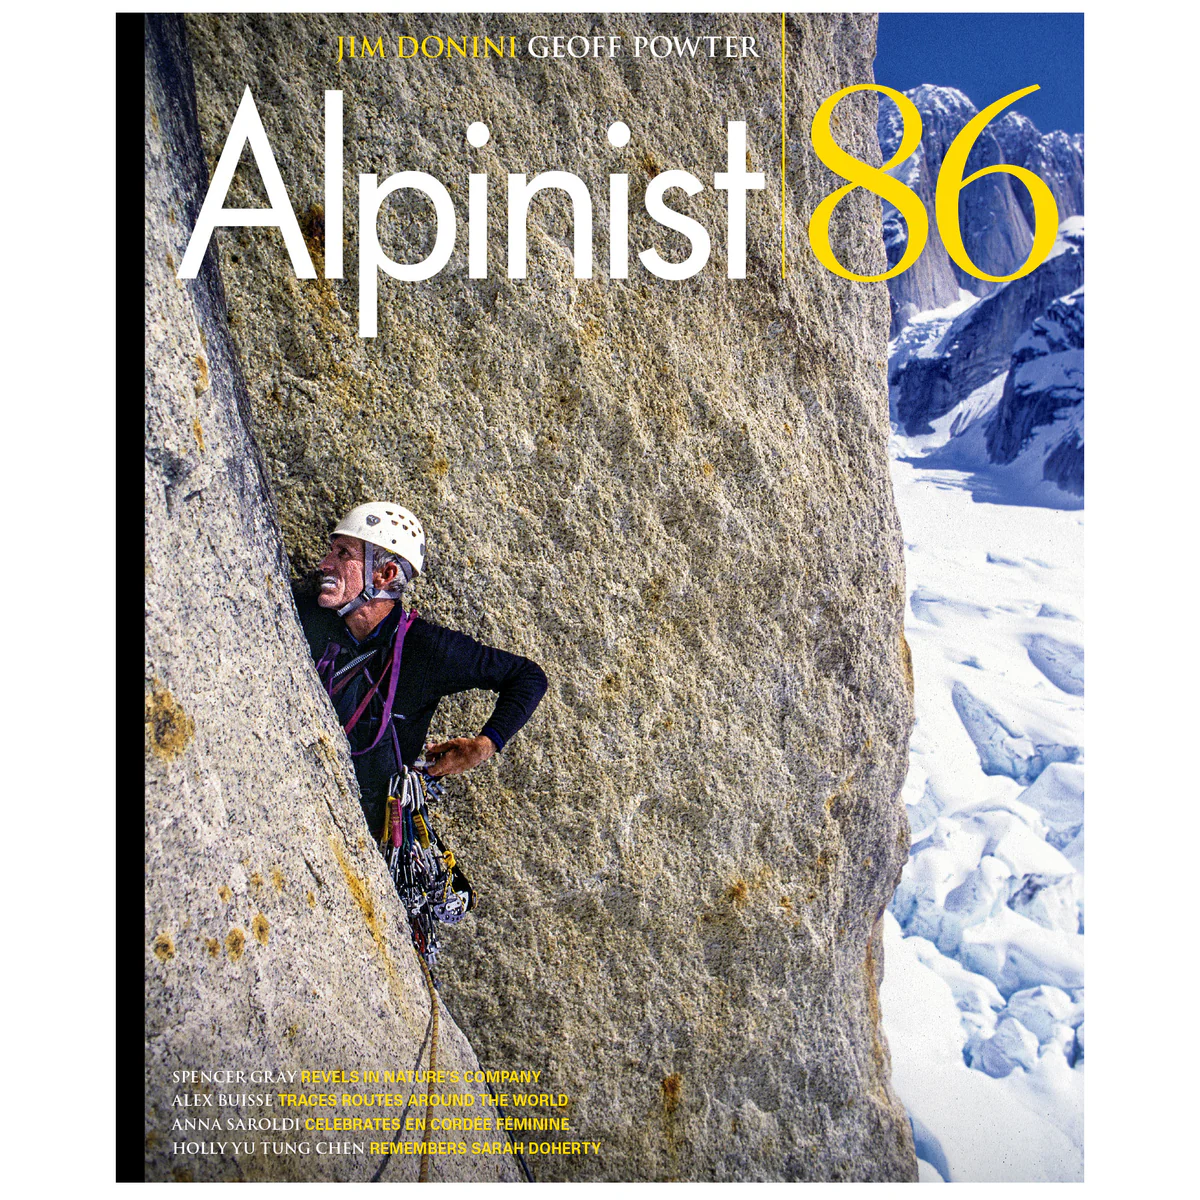 JIM DONINI GEOFF POWTER
Alpinist 86
SPENCER GRAY REVELS IN NATURE'S COMPANY
ALEX BUISSE TRACES ROUTES AROUND THE WORLD
ANNA SAROLDI CELEBRATES EN CORDÉE FÉMININE
HOLLY YU TUNG CHEN REMEMBERS SARAH DOHERTY